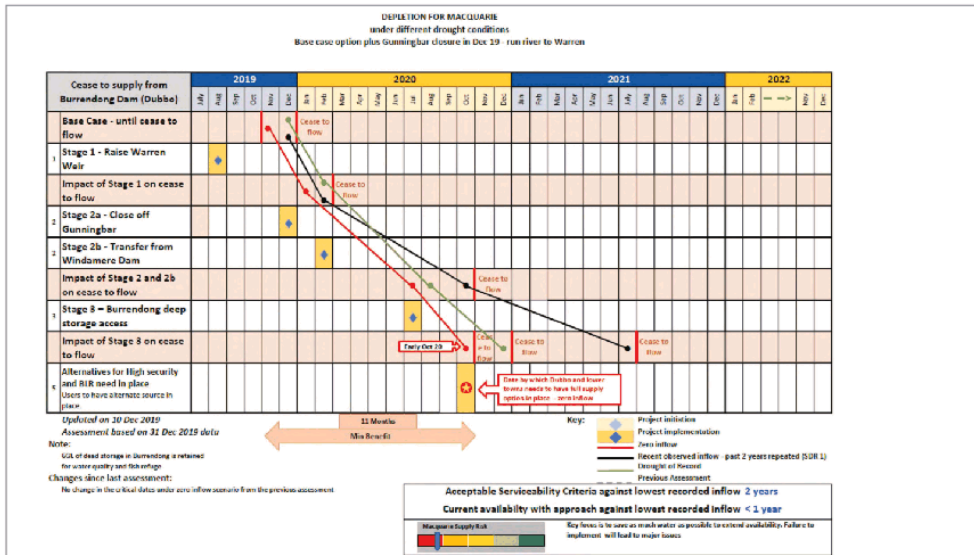 DEPLETION FOR MACQUARIE
under different drought conditions
Base case option plus Gunningbar closure in Dec 19 - run river to Warren
Cease to supply from
Burrendong Dam (Dubbo)
2019
2020
2021
2022
July Aug Sep Oct Nov Dec Jan Feb Mar Apr May Jun Jul Aug Sep Oct Nov Dec Jan Feb Mar Apr May Jun Jul Aug Sep Oct Nov Dec Jan Feb Nov Dec
Base Case - until cease to
flow
Cease to
flow
1 Stage 1 - Raise Warren
Weir
Impact of Stage 1 on cease
to flow
Cease to
flow
2 Stage 2a - Close off
Gunningbar
2 Stage 2b - Transfer from
Windamere Dam
Impact of Stage 2 and 2b
on cease to flow
Cease to
flow
3 Stage 3 – Burrendong deep
storage access
Impact of Stage 3 on cease
to flow
Early Oct 20
Cease to flow
Cease to
flow
Cease to
flow
Alternatives for High security
and BLR need in place
Users to have alternate source in
place
Date by which Dubbo and lower
towns needs to have full supply
option in place - zero inflow
Updated on 10 Dec 2019
Assessment based on 31 Dec 2019 data
11 Months
Min Benefit
Note:
6GL of dead storage in Burrendong is retained
for water quality and fish refuge
Changes since last assessment:
No change in the critical dates under zero inflow scenario from the previous assessment
Key:
Project initiation
Project implementation
Zero inflow
Recent observed inflow - past 2 years repeated (SDR 1)
Drought of Record
Previous Assessment
Acceptable Serviceability Criteria against lowest recorded inflow 2 years
Current availabilty with approach against lowest recorded Inflow < 1 year
Macquarie Supply Risk
Key focus is to save as much water as possible to extend availability. Failure to
implement will lead to major issues